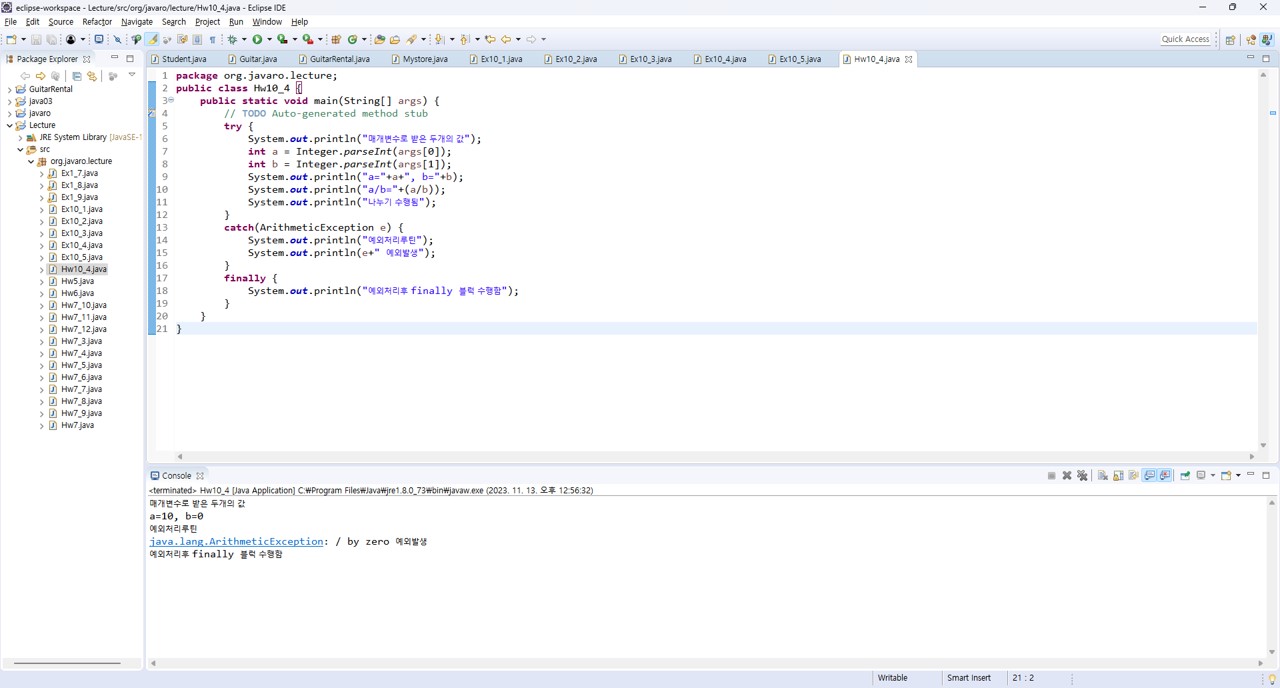 eclipse-workspace - Lecture/src/org/javaro/lecture/Hw10_4.java - Eclipse IDE
File Edit Source Refactor Navigate Search Project Run Window Help
Quick Access
Package Explorer
Student.java Guitar.java GuitarRental.java Mystore.java Ex10_1.java Ex10_2.java Ex10_3.java Ex10_4.java Ex10_5.java Hw10_4.java
GuitarRental
java03
javaro
Lecture
JRE System Library [JavaSE-1
src
org.javaro.lecture
Ex1_7.java
Ex1_8.java
Ex1_9.java
Ex10_1.java
Ex10_2.java
Ex10_3.java
Ex10_4.java
Ex10_5.java
Hw10_4.java
Hw5.java
Hw6.java
Hw7_10.java
Hw7_11.java
Hw7_12.java
Hw7_3.java
Hw7_4.java
Hw7_5.java
Hw7_6.java
Hw7_7.java
Hw7_8.java
Hw7_9.java
Hw7.java
1 package org.javaro.lecture;
2 public class Hw10_4 {
3 public static void main(String[] args) {
4 // TODO Auto-generated method stub
5 try {
6 System.out.println("매개변수로 받은 두개의 값");
7 int a = Integer.parseInt(args[0]);
8 int b = Integer.parseInt(args[1]);
9 System.out.println("a="+a+", b="+b);
10 System.out.println("a/b="+(a/b));
11 System.out.println("나누기 수행됨");
12 }
13 catch(ArithmeticException e) {
14 System.out.println("예외처리루틴");
15 System.out.println(e+" 예외발생");
16 }
17 finally {
18 System.out.println("예외처리후 finally 블럭 수행함");
19 }
20 }
21 }
Console
<terminated> Hw10_4 [Java Application] C:₩Program Files₩Java₩jre1.8.0_73₩bin₩javaw.exe (2023. 11. 13. 오후 12:56:32)
매개변수로 받은 두개의 값
a=10, b=0
예외처리루틴
java.lang.ArithmeticException: / by zero 예외발생
예외처리후 finally 블럭 수행함
Writable Smart Insert 21 : 2